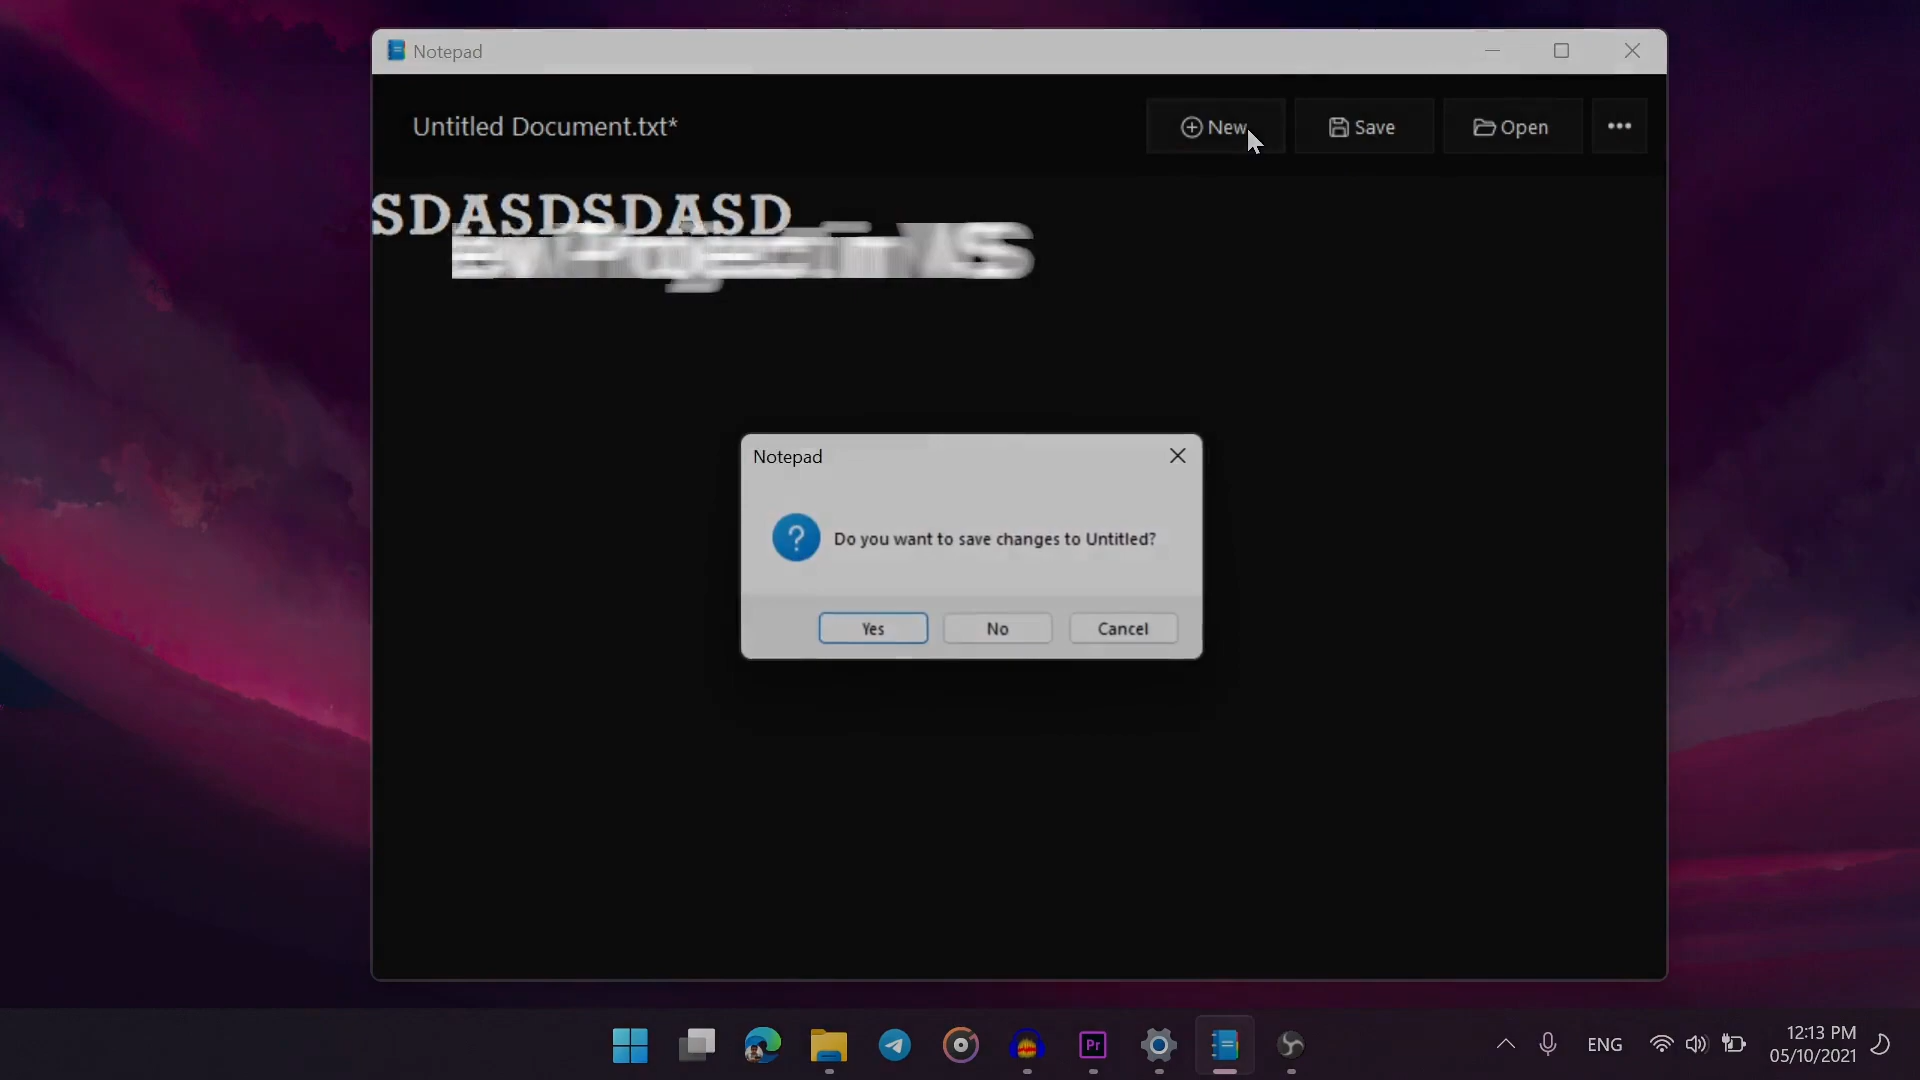 Notepad
Untitled Document.txt*
New
Save
Open
SDASDSDASD
Notepad
Do you want to save changes to Untitled?
Yes
No
Cancel
Pr
ENG
12:13 PM
05/10/2021